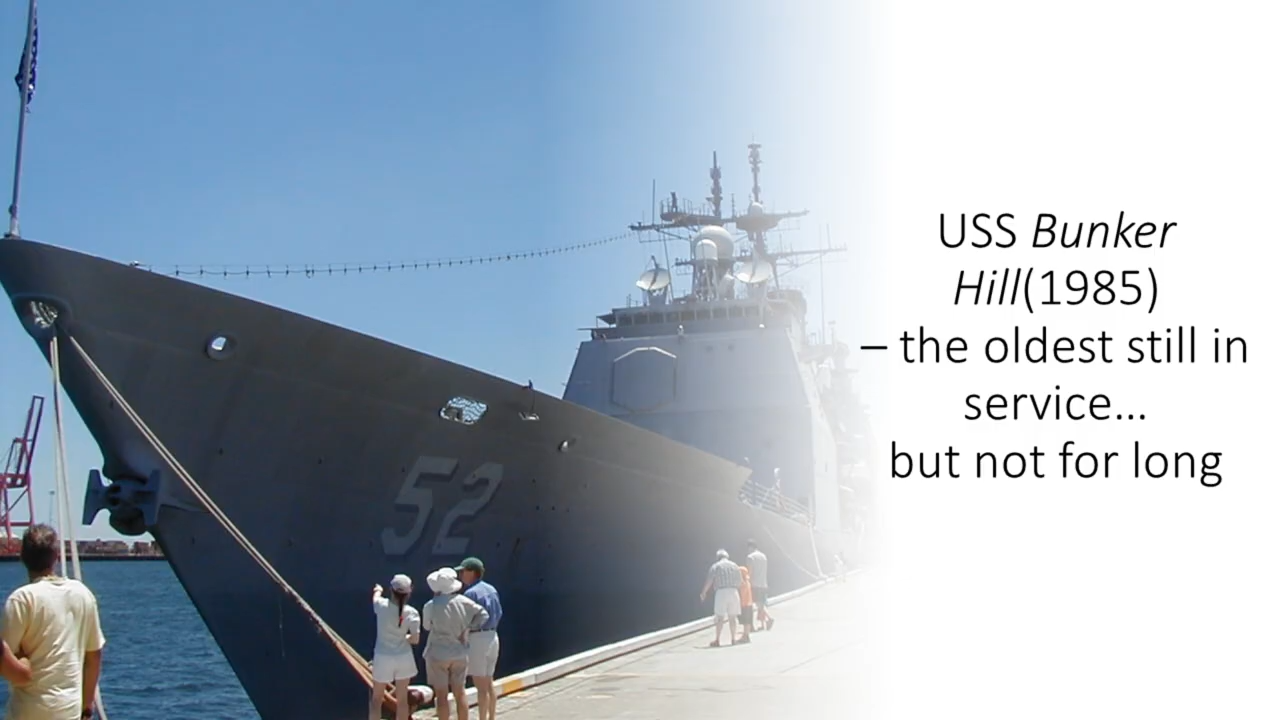 USS Bunker
Hill(1985)
– the oldest still in
service...
but not for long
52